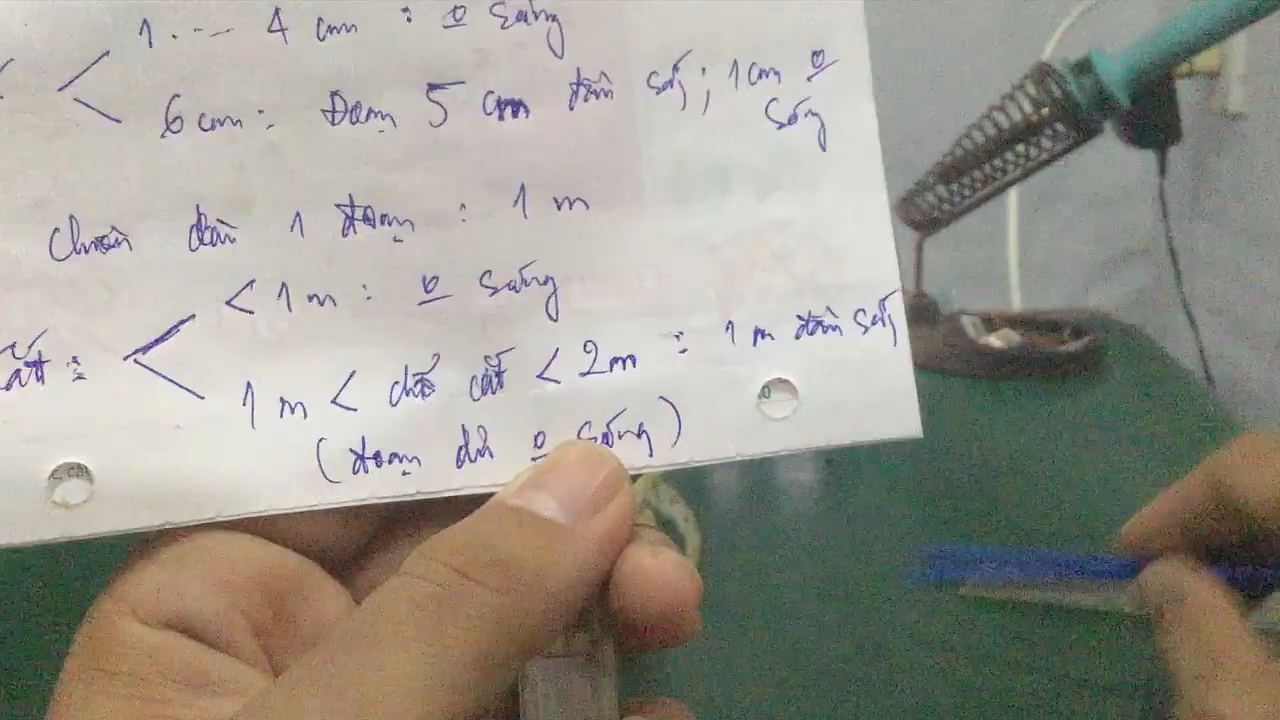 1 .... 4 cm : o sáng
6 cm : Đoạn 5 cm đèn sáng ; 1 cm o
sáng
chuẩn đèn 1 đoạn : 1 m
< 1 m : o sáng
cắt : 1 m < chỗ cắt < 2 m : 1 m đèn sáng
(đoạn dư o sáng)